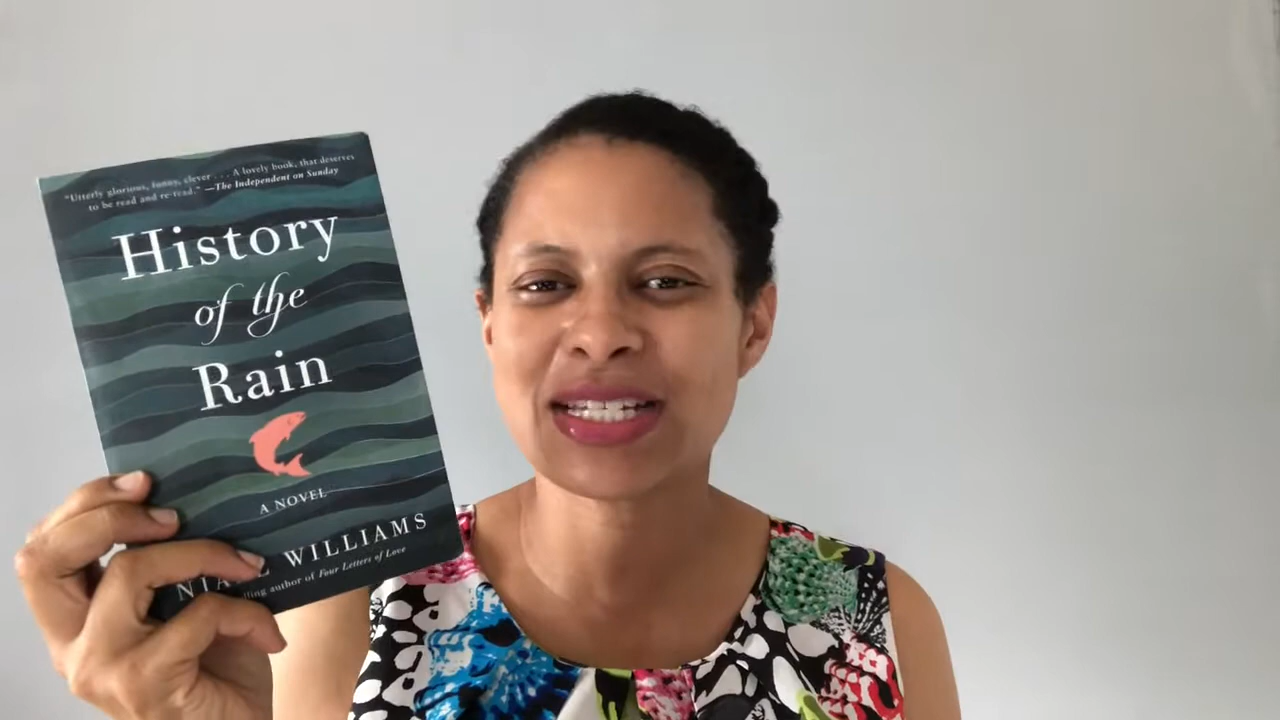 "Utterly glorious, funny, clever . . . A lovely book, that deserves
to be read and re-read." —The Independent on Sunday
History
of the
Rain
A NOVEL
WILLIAMS
author of Four Letters of Love